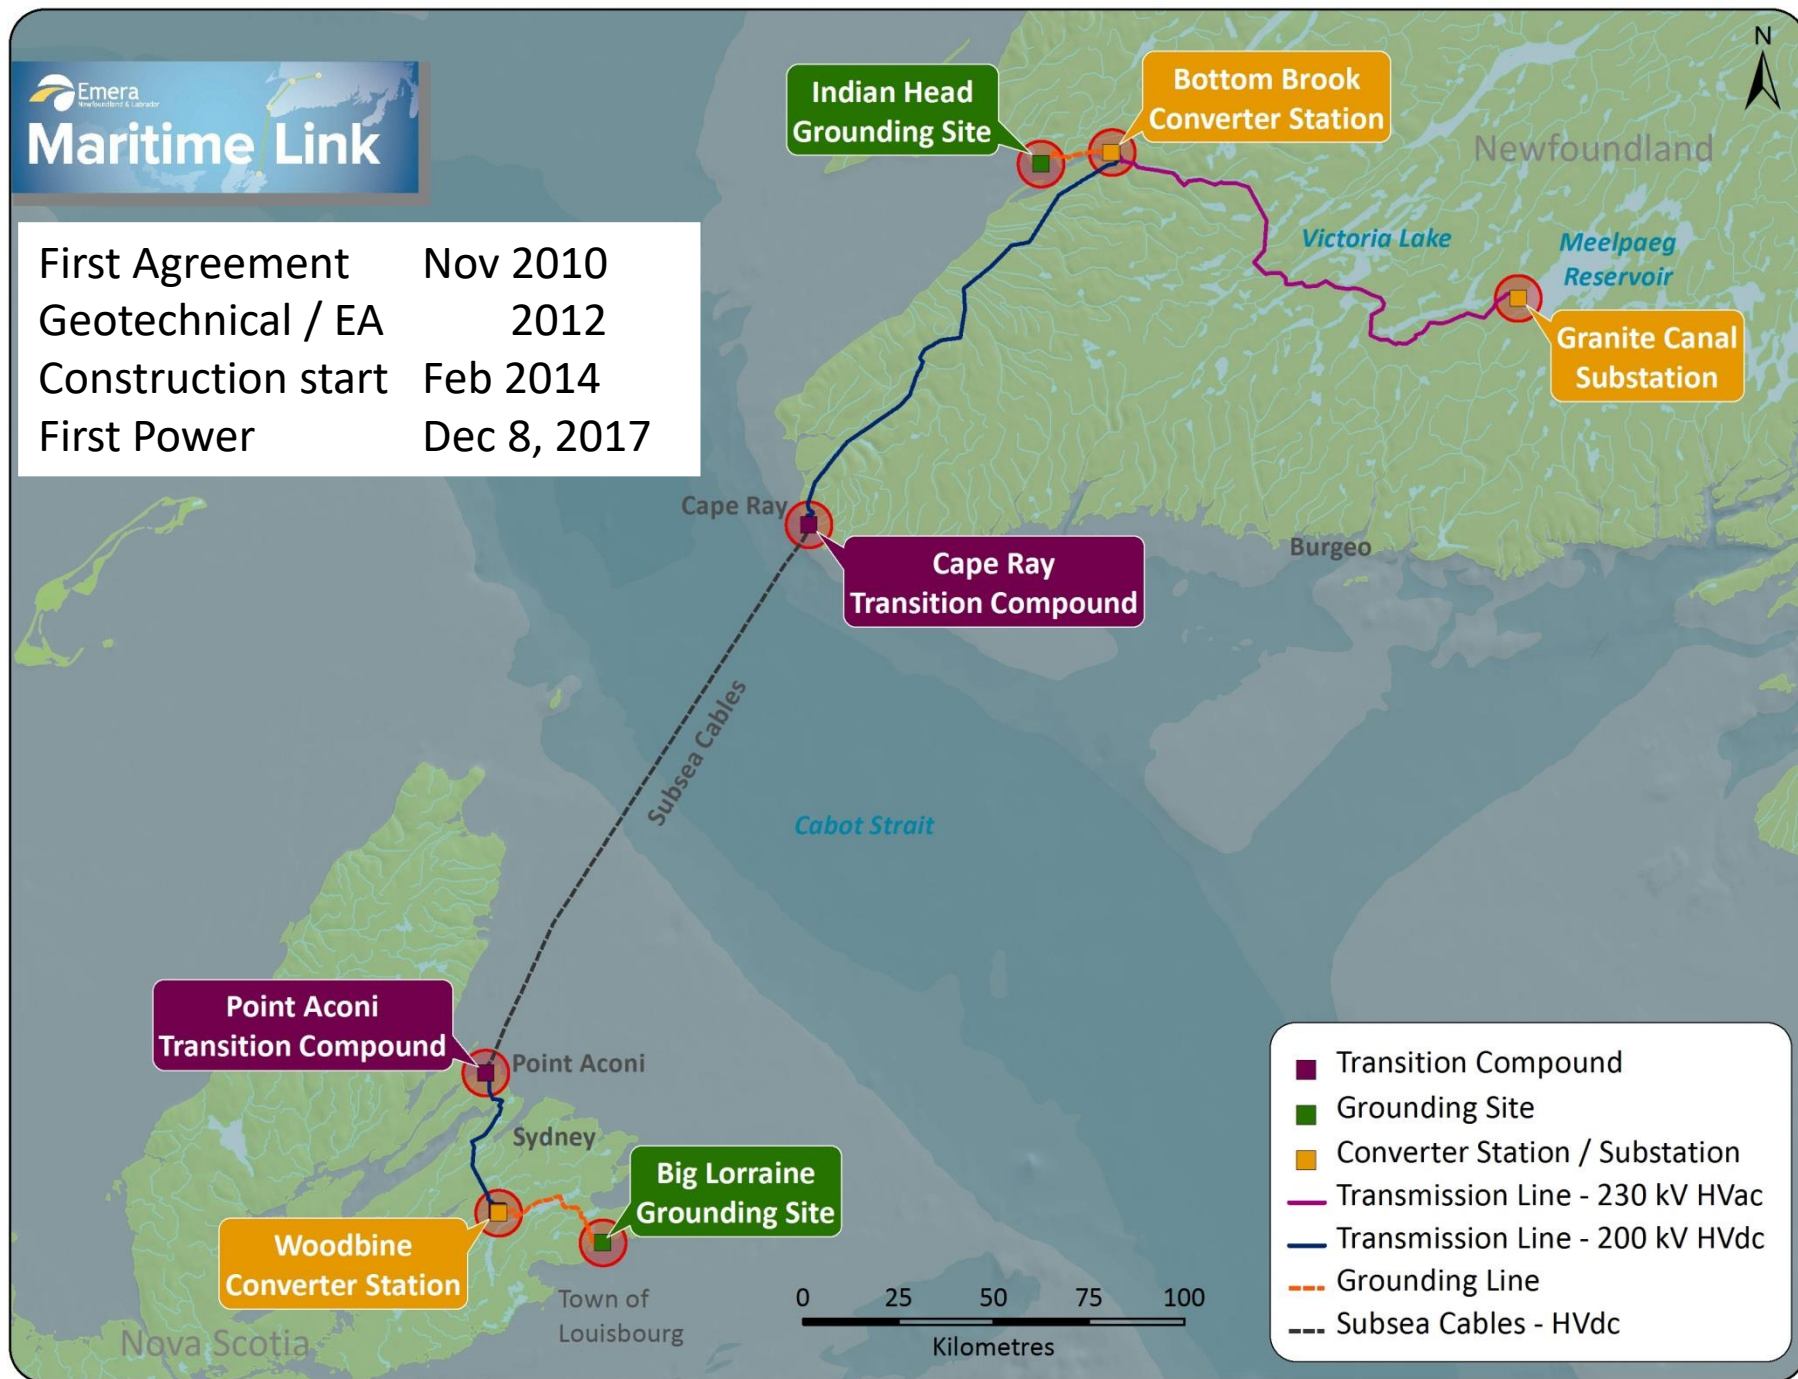 Emera
Newfoundland & Labrador
Maritime Link
First Agreement Nov 2010
Geotechnical / EA 2012
Construction start Feb 2014
First Power Dec 8, 2017
Indian Head
Grounding Site
Bottom Brook
Converter Station
N
Newfoundland
Victoria Lake
Meelpaeg
Reservoir
Granite Canal
Substation
Cape Ray
Cape Ray
Transition Compound
Burgeo
Subsea Cables
Cabot Strait
Point Aconi
Transition Compound
Point Aconi
Sydney
Big Lorraine
Grounding Site
Woodbine
Converter Station
Town of
Louisbourg
Nova Scotia
0 25 50 75 100
Kilometres
Transition Compound
Grounding Site
Converter Station / Substation
Transmission Line - 230 kV HVac
Transmission Line - 200 kV HVdc
Grounding Line
Subsea Cables - HVdc